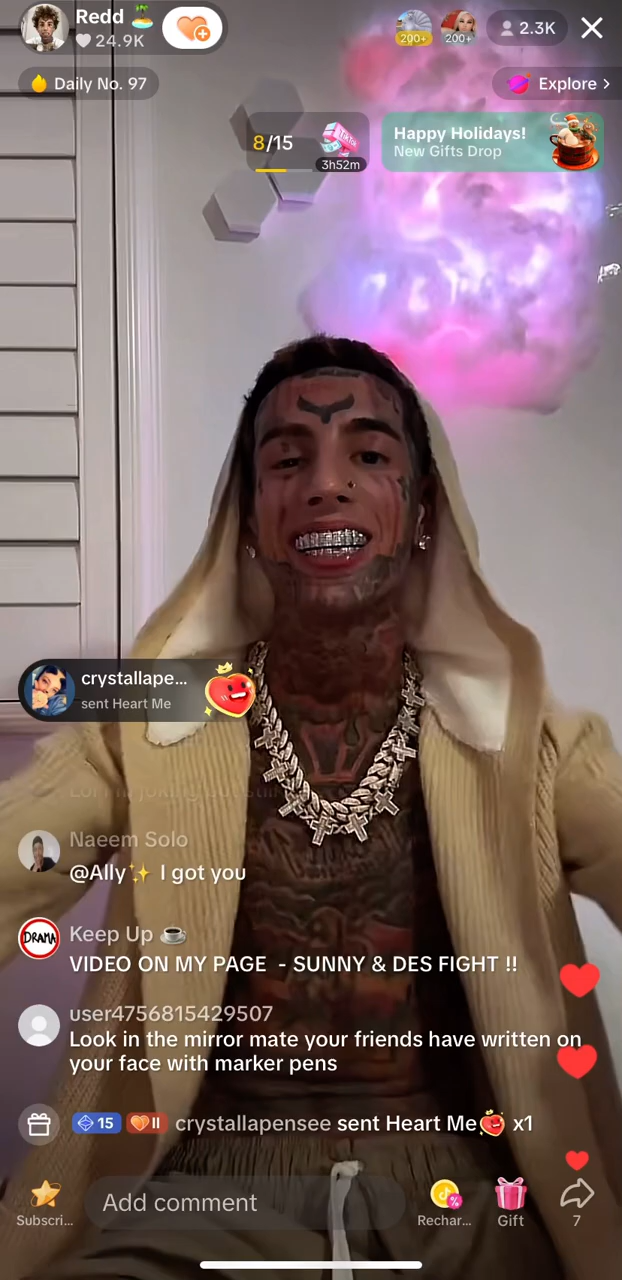 Redd 🏝️
24.9K
200+
200+
2.3K
Daily No. 97
Explore >
8/15
TikTok
3h52m
Happy Holidays!
New Gifts Drop
crystallape...
sent Heart Me
Naeem Solo
@Ally✨ I got you
DRAMA
Keep Up ☕
VIDEO ON MY PAGE - SUNNY & DES FIGHT !!
user4756815429507
Look in the mirror mate your friends have written on
your face with marker pens
15 II crystallapensee sent Heart Me x1
Add comment
Subscri...
Rechar...
Gift
7